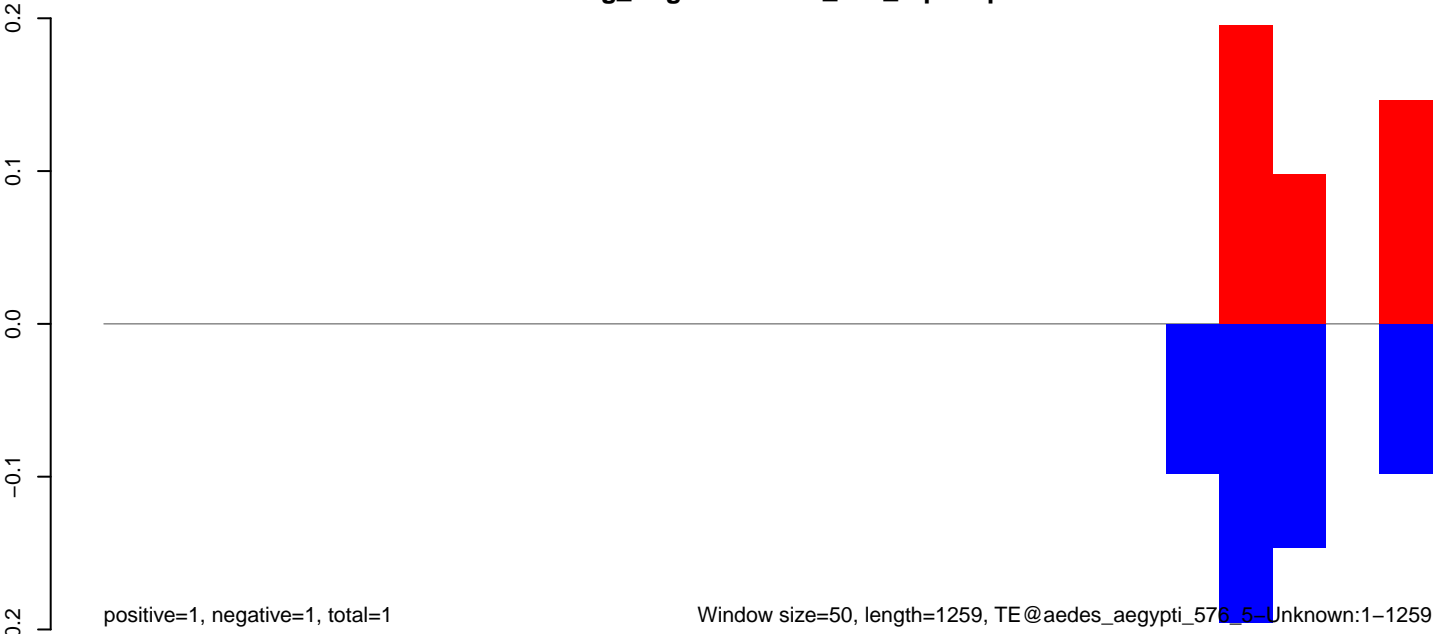 0.2
0.1
0.0
−0.1
positive=1, negative=1, total=1
Window size=50, length=1259, TE@aedes_aegypti_576_5−Unknown:1−1259